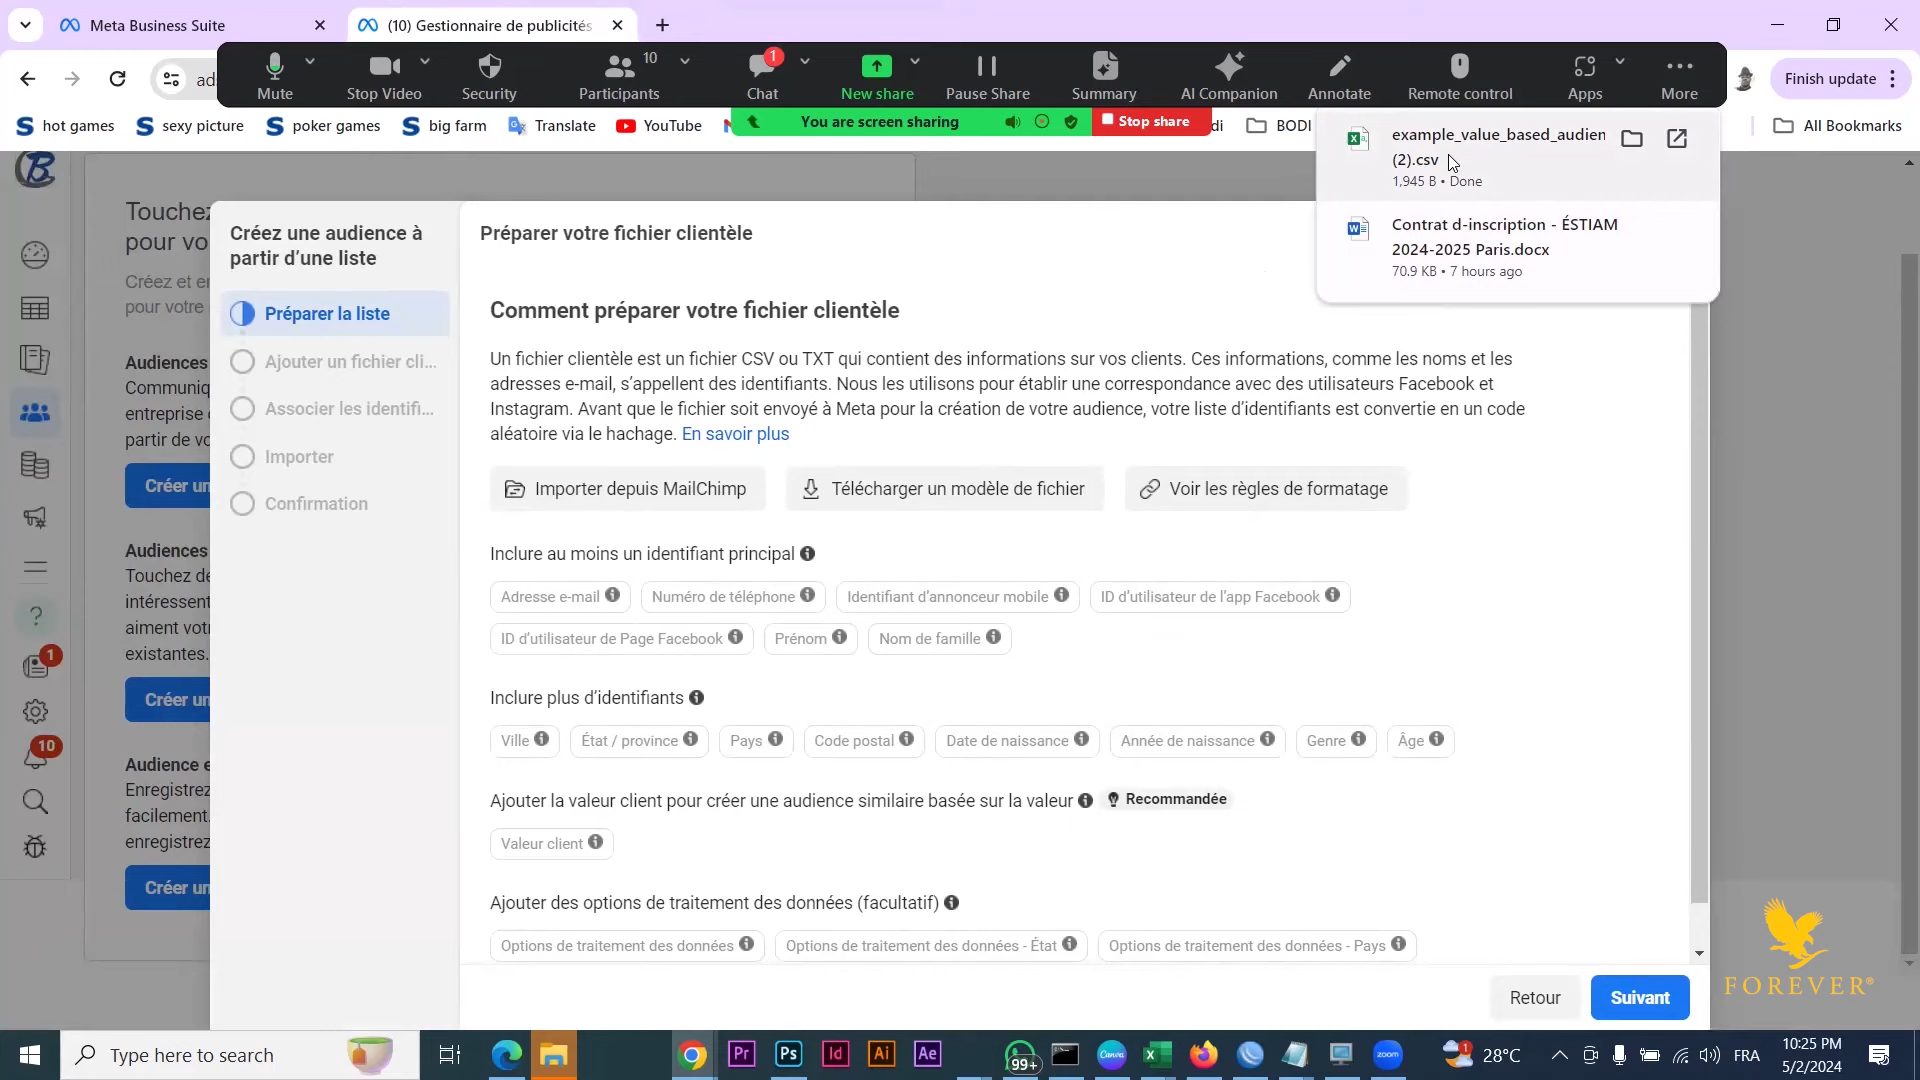 Meta Business Suite
(10) Gestionnaire de publicités
ad
Mute
Stop Video
Security
10
Participants
1
Chat
New share
Pause Share
Summary
AI Companion
Annotate
Remote control
Apps
More
Finish update
You are screen sharing
Stop share
hot games
sexy picture
poker games
big farm
Translate
YouTube
di
BODI
All Bookmarks
example_value_based_audien
(2).csv
1,945 B • Done
Contrat d-inscription - ÉSTIAM
2024-2025 Paris.docx
70.9 KB • 7 hours ago
Touchez
pour vo
Créez et en
pour votre
Audiences
Communiq
entreprise
partir de vo
Créer un
Audiences
Touchez de
intéressent
aiment votr
existantes.
Créer un
Audience e
Enregistrez
facilement.
enregistrez
Créer un
1
10
Créez une audience à
partir d’une liste
Préparer la liste
Ajouter un fichier cli...
Associer les identifi...
Importer
Confirmation
Préparer votre fichier clientèle
Comment préparer votre fichier clientèle
Un fichier clientèle est un fichier CSV ou TXT qui contient des informations sur vos clients. Ces informations, comme les noms et les
adresses e-mail, s’appellent des identifiants. Nous les utilisons pour établir une correspondance avec des utilisateurs Facebook et
Instagram. Avant que le fichier soit envoyé à Meta pour la création de votre audience, votre liste d’identifiants est convertie en un code
aléatoire via le hachage. En savoir plus
Importer depuis MailChimp
Télécharger un modèle de fichier
Voir les règles de formatage
Inclure au moins un identifiant principal
Adresse e-mail
Numéro de téléphone
Identifiant d’annonceur mobile
ID d’utilisateur de l’app Facebook
ID d’utilisateur de Page Facebook
Prénom
Nom de famille
Inclure plus d’identifiants
Ville
État / province
Pays
Code postal
Date de naissance
Année de naissance
Genre
Âge
Ajouter la valeur client pour créer une audience similaire basée sur la valeur
Recommandée
Valeur client
Ajouter des options de traitement des données (facultatif)
Options de traitement des données
Options de traitement des données - État
Options de traitement des données - Pays
Retour
Suivant
FOREVER®
Type here to search
Pr
Ps
Id
Ai
Ae
99+
Canva
zoom
1
28°C
FRA
10:25 PM
5/2/2024